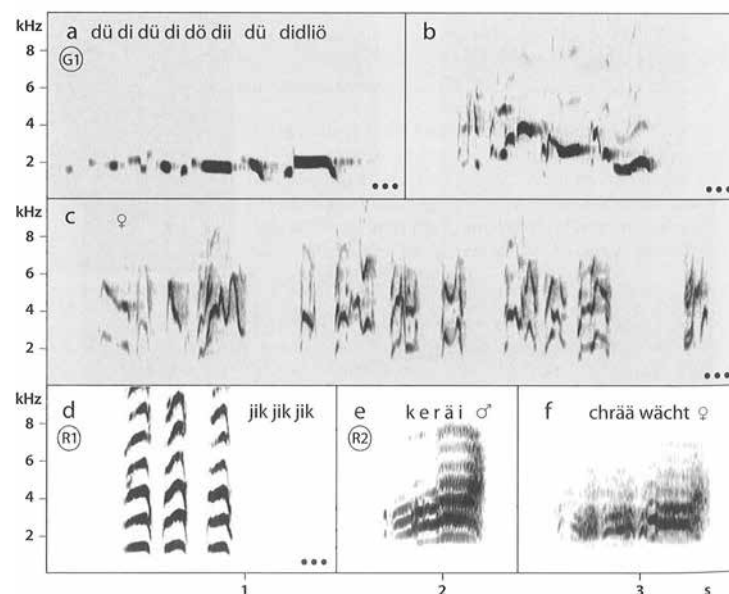 kHz a dü di dü di dö dii dü didliö b
G1
8
6
4
2
kHz c ♀
8
6
4
2
kHz d jik jik jik e keräi ♂ f chrää wächt ♀
R1 R2
8
6
4
2
1 2 3 s